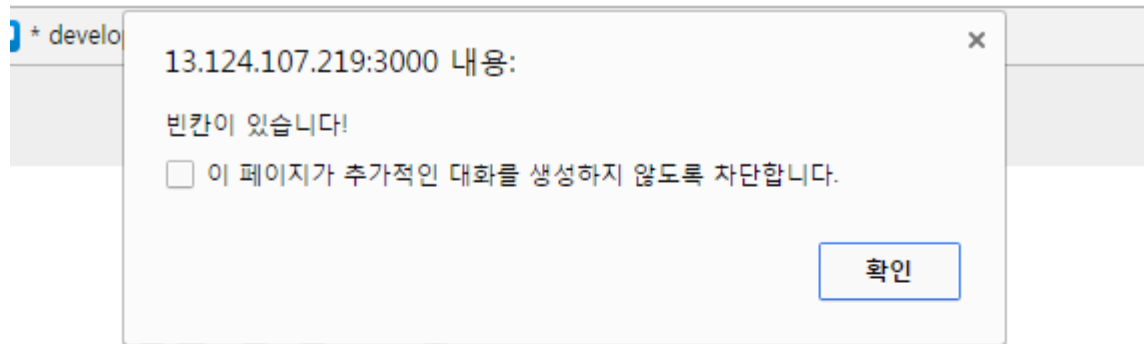 * develo
13.124.107.219:3000 내용:
빈칸이 있습니다!
이 페이지가 추가적인 대화를 생성하지 않도록 차단합니다.
확인